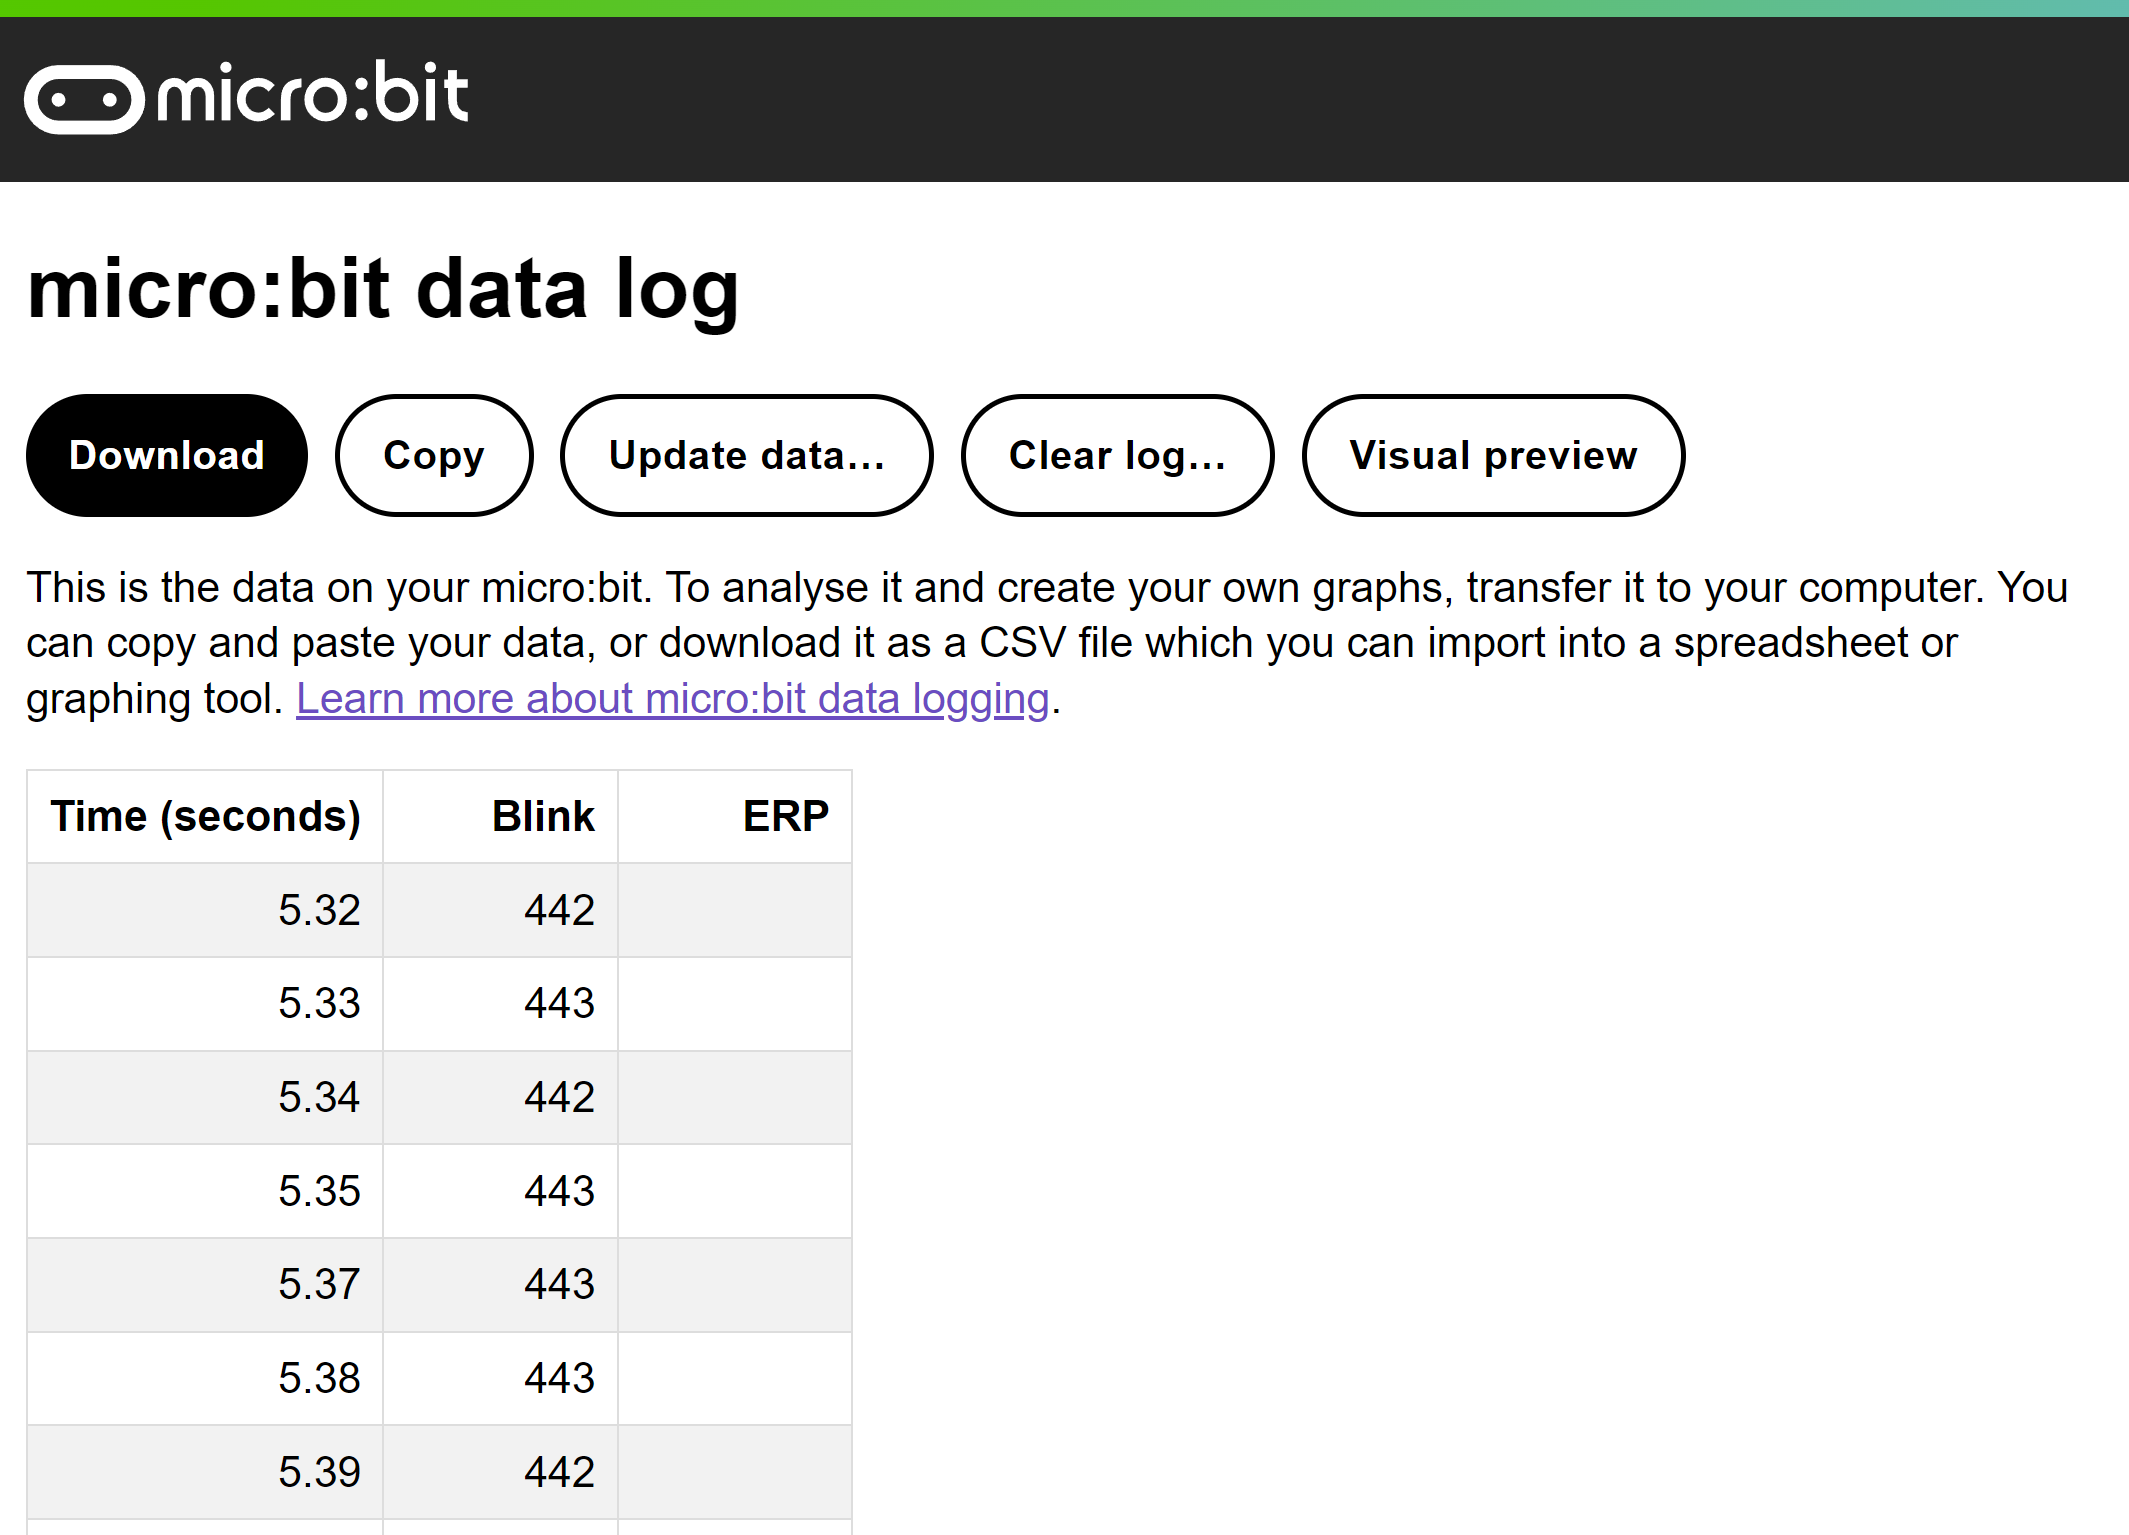 micro:bit
micro:bit data log
Download Copy Update data... Clear log... Visual preview
This is the data on your micro:bit. To analyse it and create your own graphs, transfer it to your computer. You
can copy and paste your data, or download it as a CSV file which you can import into a spreadsheet or
graphing tool. Learn more about micro:bit data logging.
Time (seconds) Blink ERP
5.32 442
5.33 443
5.34 442
5.35 443
5.37 443
5.38 443
5.39 442